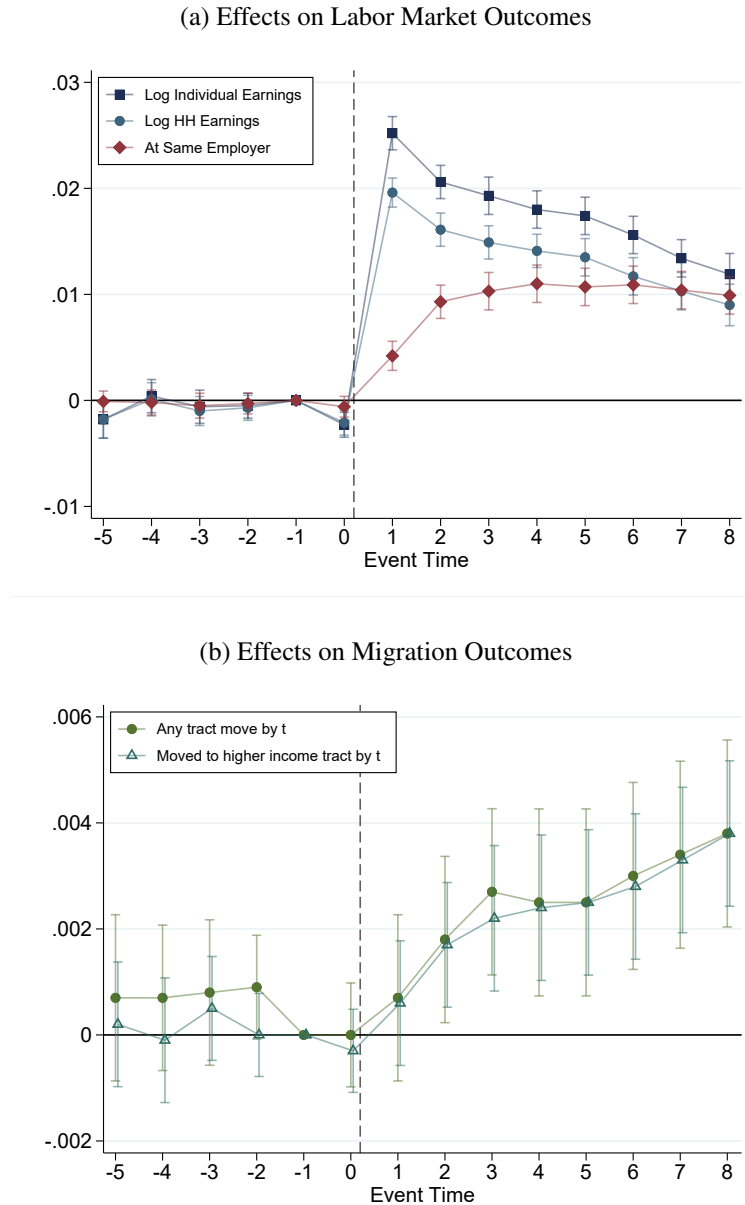 (a) Effects on Labor Market Outcomes
.03
Log Individual Earnings
Log HH Earnings
At Same Employer
.02
.01
0
-.01
-5 -4 -3 -2 -1 0 1 2 3 4 5 6 7 8
Event Time
(b) Effects on Migration Outcomes
.006
Any tract move by t
Moved to higher income tract by t
.004
.002
0
-.002
-5 -4 -3 -2 -1 0 1 2 3 4 5 6 7 8
Event Time